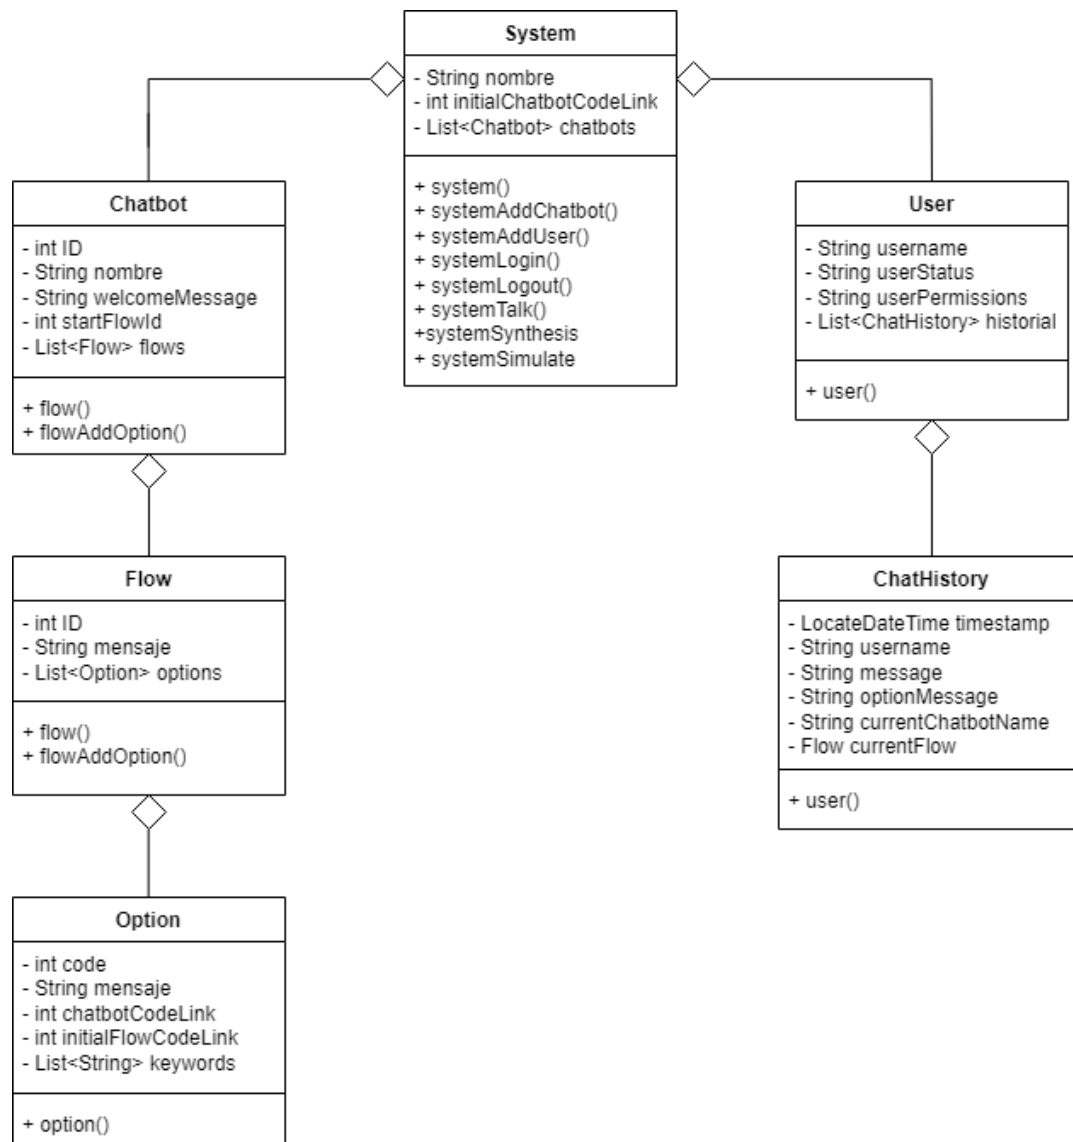 System
- String nombre
- int initialChatbotCodeLink
- List<Chatbot> chatbots
+ system()
+ systemAddChatbot()
+ systemAddUser()
+ systemLogin()
+ systemLogout()
+ systemTalk()
+systemSynthesis
+ systemSimulate
Chatbot
- int ID
- String nombre
- String welcomeMessage
- int startFlowId
- List<Flow> flows
+ flow()
+ flowAddOption()
User
- String username
- String userStatus
- String userPermissions
- List<ChatHistory> historial
+ user()
Flow
- int ID
- String mensaje
- List<Option> options
+ flow()
+ flowAddOption()
ChatHistory
- LocateDateTime timestamp
- String username
- String message
- String optionMessage
- String currentChatbotName
- Flow currentFlow
+ user()
Option
- int code
- String mensaje
- int chatbotCodeLink
- int initialFlowCodeLink
- List<String> keywords
+ option()